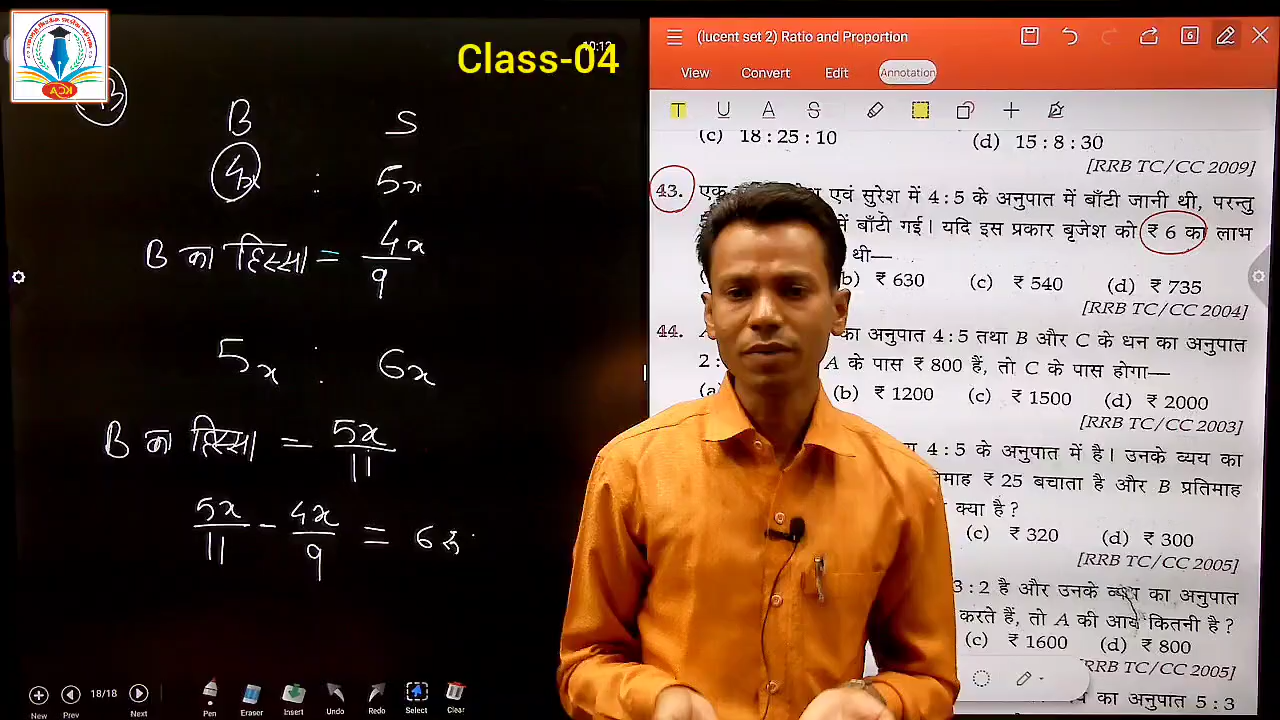 Class-04
10:12
43
B S
4x : 5x
B का हिस्सा = 4x/9
5x : 6x
B का हिस्सा = 5x/11
5x/11 - 4x/9 = 6 रु.
New Prev 18/18 Next Pen Eraser Insert Undo Redo Select Clear
KCA
(lucent set 2) Ratio and Proportion
View Convert Edit Annotation
T U A S
(c) 18 : 25 : 10 (d) 15 : 8 : 30
[RRB TC/CC 2009]
43. एक एवं सुरेश में 4 : 5 के अनुपात में बाँटी जानी थी, परन्तु
में बाँटी गई। यदि इस प्रकार बृजेश को ₹ 6 का लाभ
थी—
b) ₹ 630 (c) ₹ 540 (d) ₹ 735
[RRB TC/CC 2004]
44. का अनुपात 4 : 5 तथा B और C के धन का अनुपात
2 : A के पास ₹ 800 हैं, तो C के पास होगा—
(a) (b) ₹ 1200 (c) ₹ 1500 (d) ₹ 2000
[RRB TC/CC 2003]
4 : 5 के अनुपात में है। उनके व्यय का
₹ 25 बचाता है और B प्रतिमाह
क्या है ?
(c) ₹ 320 (d) ₹ 300
[RRB TC/CC 2005]
3 : 2 है और उनके व्यय का अनुपात
करते हैं, तो A की आय कितनी है ?
(c) ₹ 1600 (d) ₹ 800
RRB TC/CC 2005]
का अनुपात 5 : 3